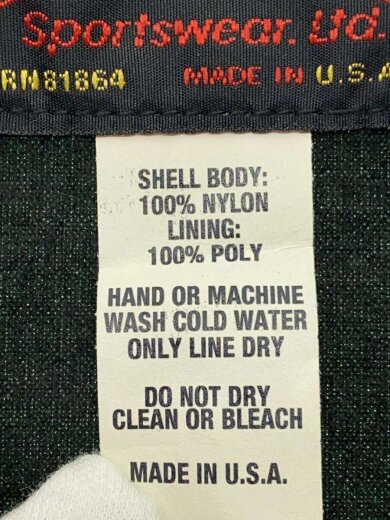 Sportswear, Ltd.
RN81864 MADE IN U.S.A
SHELL BODY:
100% NYLON
LINING:
100% POLY
HAND OR MACHINE
WASH COLD WATER
ONLY LINE DRY
DO NOT DRY
CLEAN OR BLEACH
MADE IN U.S.A.